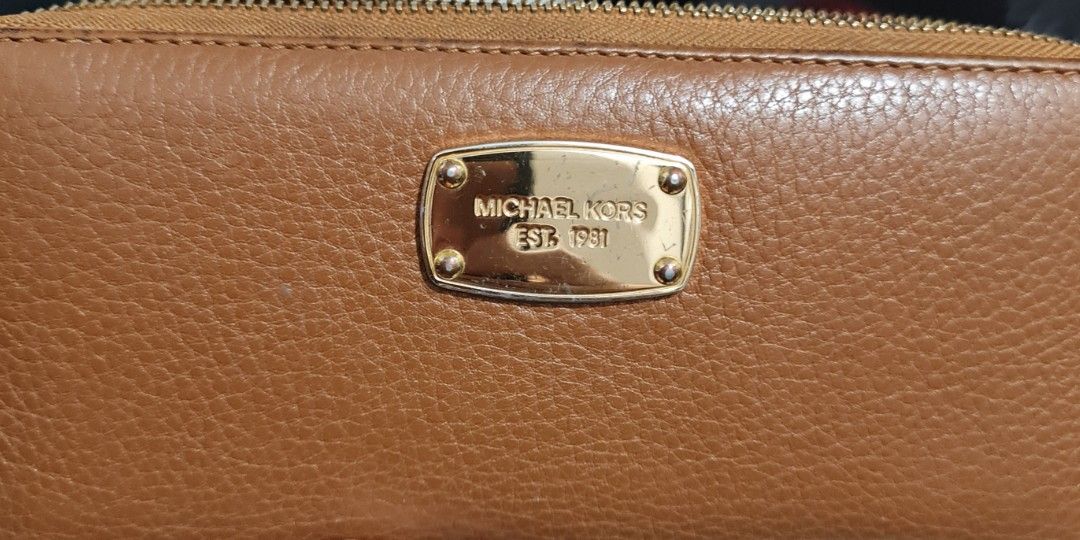 MICHAEL KORS
EST. 1981